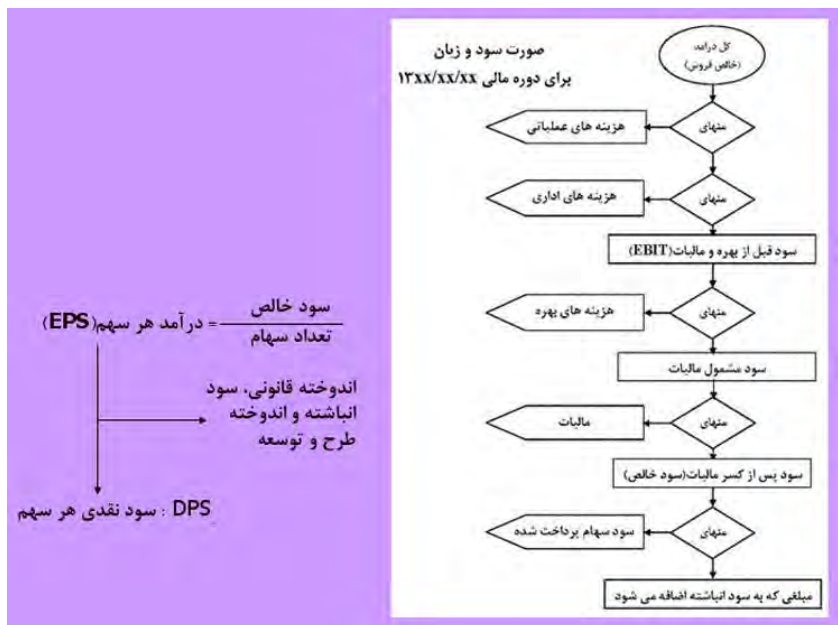 صورت سود و زیان
برای دوره مالی ۱۳xx/xx/xx
کل درامد
(خالص فروش)
منهای
هزینه های عملیاتی
منهای
هزینه های اداری
سود قبل از بهره و مالیات(EBIT)
منهای
هزینه های بهره
سود مشمول مالیات
منهای
مالیات
سود پس از کسر مالیات(سود خالص)
منهای
سود سهام پرداخت شده
مبلغی که به سود انباشته اضافه می شود
سود خالص
درآمد هر سهم(EPS) =
تعداد سهام
اندوخته قانونی، سود
انباشته و اندوخته
طرح و توسعه
DPS : سود نقدی هر سهم